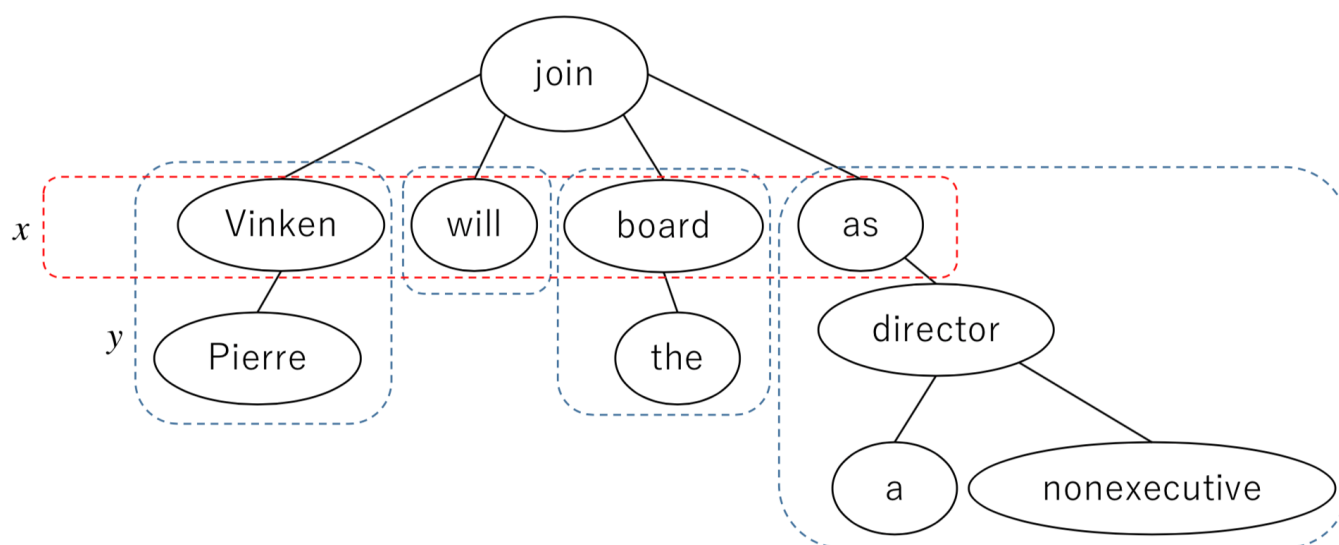 join
x
Vinken will board as
y
Pierre the director
a nonexecutive